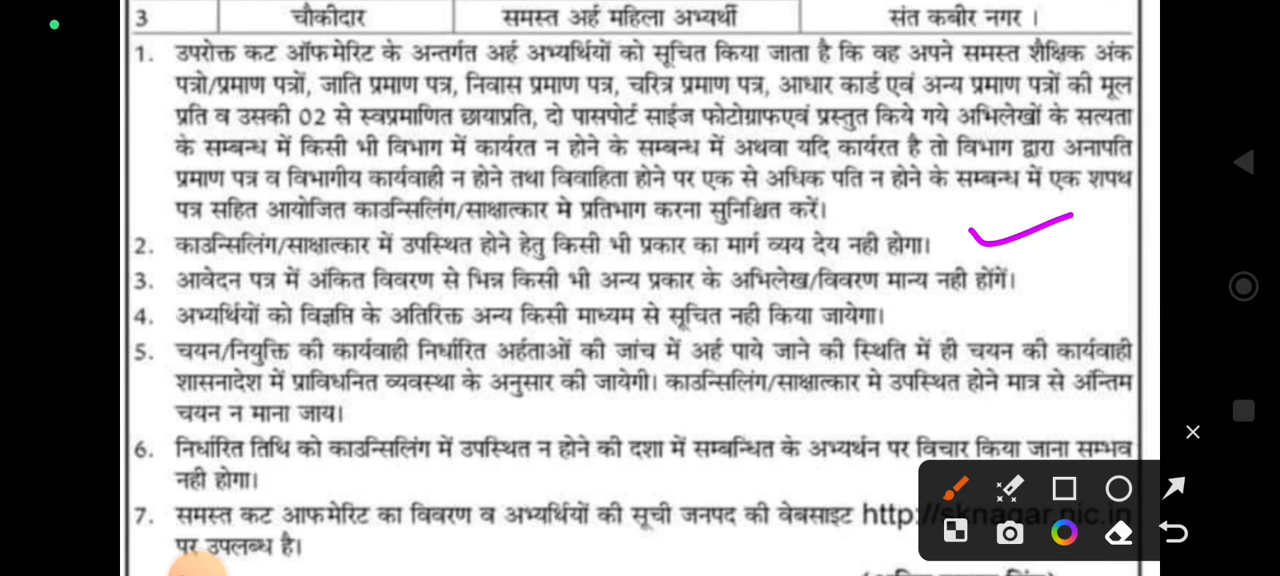 3 चौकीदार समस्त अर्ह महिला अभ्यर्थी संत कबीर नगर ।
1. उपरोक्त कट ऑफमेरिट के अन्तर्गत अर्ह अभ्यर्थियों को सूचित किया जाता है कि वह अपने समस्त शैक्षिक अंक
पत्रो/प्रमाण पत्रों, जाति प्रमाण पत्र, निवास प्रमाण पत्र, चरित्र प्रमाण पत्र, आधार कार्ड एवं अन्य प्रमाण पत्रों की मूल
प्रति व उसकी 02 से स्वप्रमाणित छायाप्रति, दो पासपोर्ट साईज फोटोग्राफएवं प्रस्तुत किये गये अभिलेखों के सत्यता
के सम्बन्ध में किसी भी विभाग में कार्यरत न होने के सम्बन्ध में अथवा यदि कार्यरत है तो विभाग द्वारा अनापति
प्रमाण पत्र व विभागीय कार्यवाही न होने तथा विवाहिता होने पर एक से अधिक पति न होने के सम्बन्ध में एक शपथ
पत्र सहित आयोजित काउन्सिलिंग/साक्षात्कार मे प्रतिभाग करना सुनिश्चित करें।
2. काउन्सिलिंग/साक्षात्कार में उपस्थित होने हेतु किसी भी प्रकार का मार्ग व्यय देय नही होगा।
3. आवेदन पत्र में अंकित विवरण से भिन्न किसी भी अन्य प्रकार के अभिलेख/विवरण मान्य नही होंगें।
4. अभ्यर्थियों को विज्ञप्ति के अतिरिक्त अन्य किसी माध्यम से सूचित नही किया जायेगा।
5. चयन/नियुक्ति की कार्यवाही निर्धारित अर्हताओं की जांच में अर्ह पाये जाने की स्थिति में ही चयन की कार्यवाही
शासनादेश में प्राविधनित व्यवस्था के अनुसार की जायेगी। काउन्सिलिंग/साक्षात्कार मे उपस्थित होने मात्र से अंन्तिम
चयन न माना जाय।
6. निर्धारित तिथि को काउन्सिलिंग में उपस्थित न होने की दशा में सम्बन्धित के अभ्यर्थन पर विचार किया जाना सम्भव
नही होगा।
7. समस्त कट आफमेरिट का विवरण व अभ्यर्थियों की सूची जनपद की वेबसाइट http://sknagar.nic.in
पर उपलब्ध है।